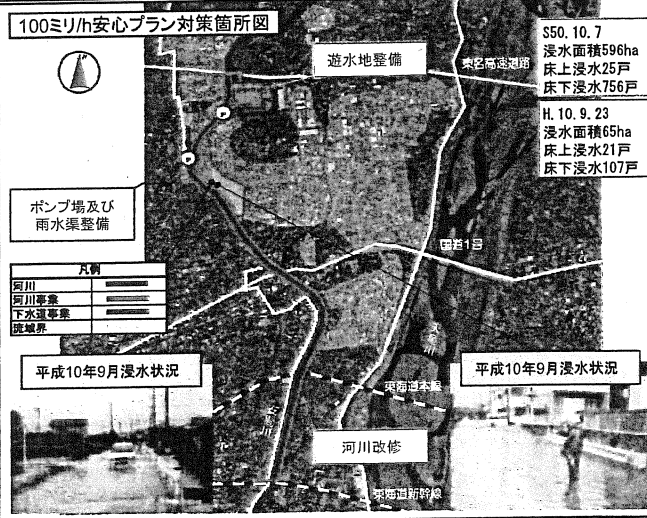 100ミリ/h安心プラン対策箇所図
遊水地整備
東名高速道路
S50.10.7
浸水面積596ha
床上浸水25戸
床下浸水756戸
H.10.9.23
浸水面積65ha
床上浸水21戸
床下浸水107戸
P
P
ポンプ場及び
雨水渠整備
国道1号
凡例
河川
河川事業
下水道事業
流域界
平成10年9月浸水状況
平成10年9月浸水状況
東海道本線
河川改修
東海道新幹線